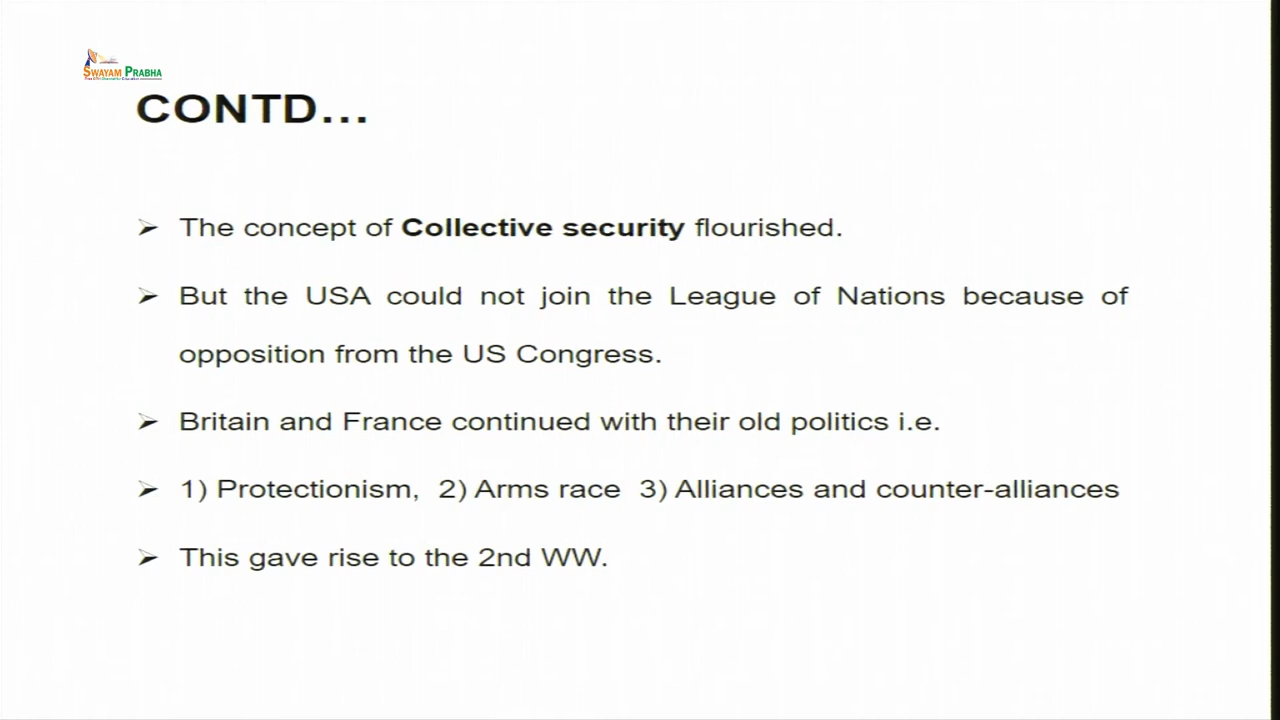 SWAYAM PRABHA
CONTD...
➢ The concept of Collective security flourished.
➢ But the USA could not join the League of Nations because of
opposition from the US Congress.
➢ Britain and France continued with their old politics i.e.
➢ 1) Protectionism, 2) Arms race 3) Alliances and counter-alliances
➢ This gave rise to the 2nd WW.